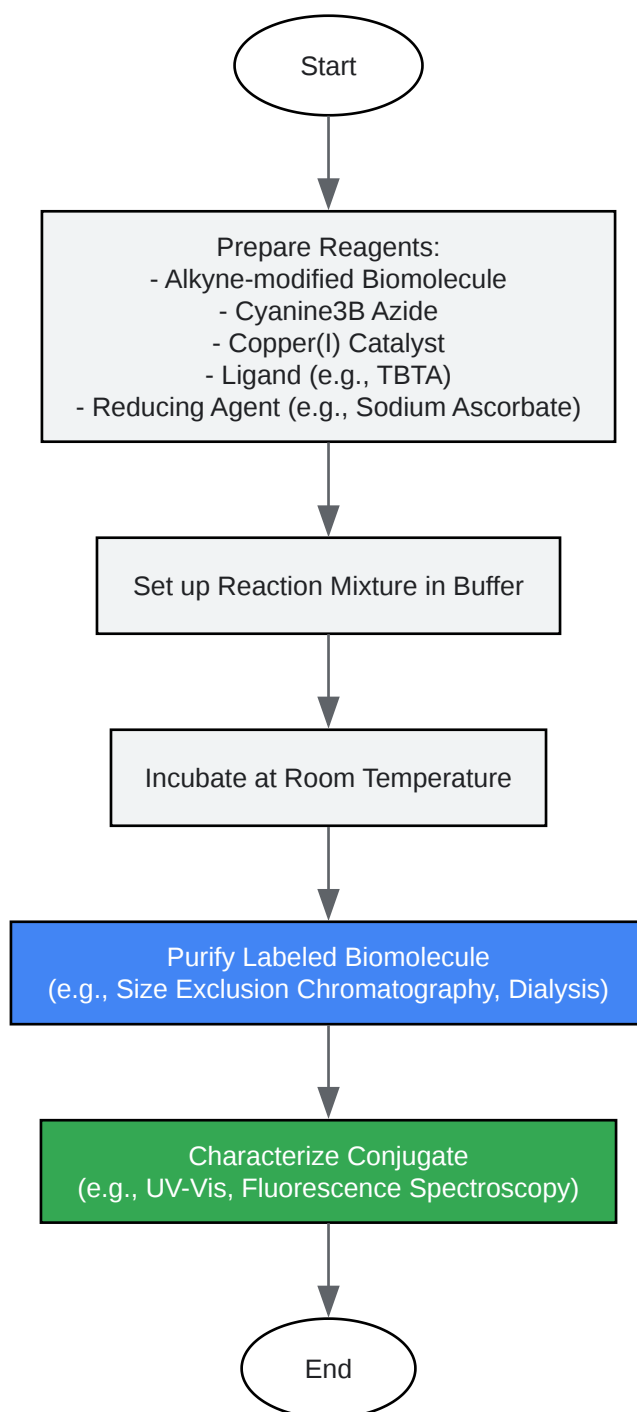 Start
Prepare Reagents:
- Alkyne-modified Biomolecule
- Cyanine3B Azide
- Copper(I) Catalyst
- Ligand (e.g., TBTA)
- Reducing Agent (e.g., Sodium Ascorbate)
Set up Reaction Mixture in Buffer
Incubate at Room Temperature
Purify Labeled Biomolecule
(e.g., Size Exclusion Chromatography, Dialysis)
Characterize Conjugate
(e.g., UV-Vis, Fluorescence Spectroscopy)
End